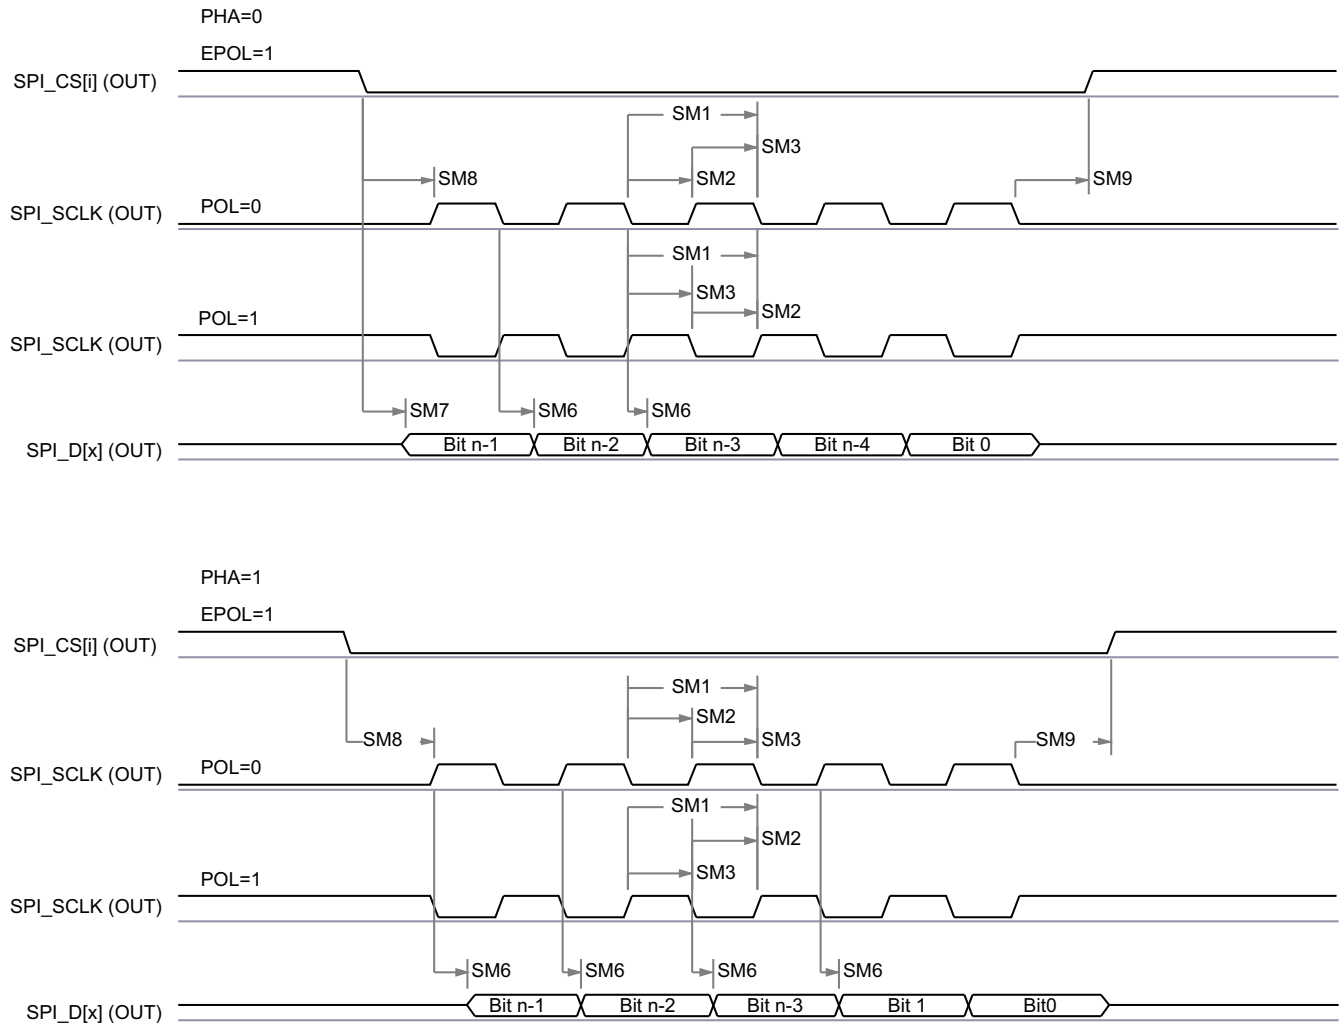 PHA=0
EPOL=1
SPI_CS[i] (OUT)
SM1
SM3
SM8
SM2
SM9
SPI_SCLK (OUT)
POL=0
SM1
SM3
SM2
POL=1
SPI_SCLK (OUT)
SM7
SM6
SM6
SPI_D[x] (OUT)
Bit n-1
Bit n-2
Bit n-3
Bit n-4
Bit 0
PHA=1
EPOL=1
SPI_CS[i] (OUT)
SM1
SM2
SM8
SM3
SM9
SPI_SCLK (OUT)
POL=0
SM1
SM2
SM3
POL=1
SPI_SCLK (OUT)
SM6
SM6
SM6
SM6
SPI_D[x] (OUT)
Bit n-1
Bit n-2
Bit n-3
Bit 1
Bit0